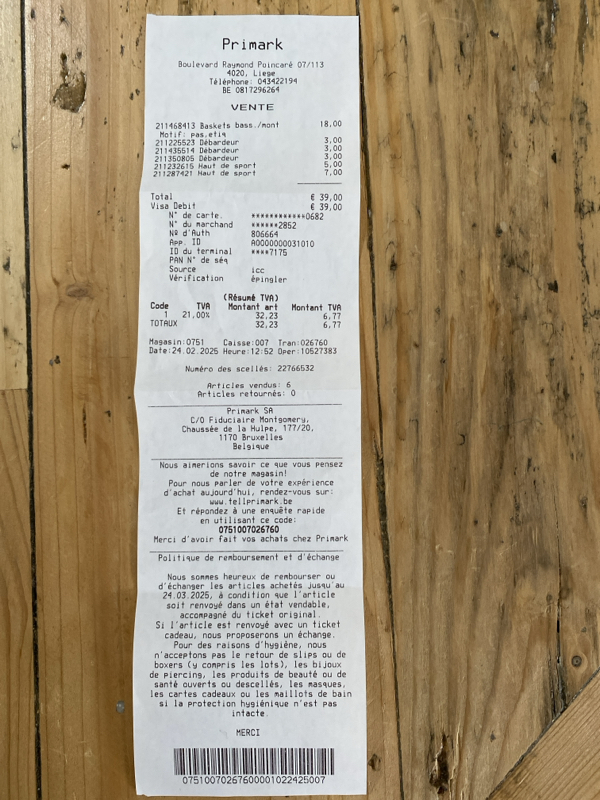 Primark
Boulevard Raymond Poincaré 07/113
4020, Liege
Téléphone: 043422194
BE 0817296264
VENTE
211468413 Baskets bass./mont 18,00
Motif: pas.etiq
211225523 Débardeur 3,00
211435514 Débardeur 3,00
211350805 Débardeur 3,00
211232615 Haut de sport 5,00
211287421 Haut de sport 7,00
Total € 39,00
Visa Debit € 39,00
N° de carte. ************0682
N° du marchand ******2852
Nº d'Auth 806664
App. ID A0000000031010
ID du terminal ****7175
PAN N° de séq
Source icc
Vérification épingler
(Résumé TVA)
Code TVA Montant art Montant TVA
1 21,00% 32,23 6,77
TOTAUX 32,23 6,77
Magasin:0751 Caisse:007 Tran:026760
Date:24.02.2025 Heure:12:52 Oper:10527383
Numéro des scellés: 22766532
Articles vendus: 6
Articles retournés: 0
Primark SA
C/O Fiduciaire Montgomery,
Chaussée de la Hulpe, 177/20,
1170 Bruxelles
Belgique
Nous aimerions savoir ce que vous pensez
de notre magasin!
Pour nous parler de votre expérience
d'achat aujourd'hui, rendez-vous sur:
www.tellprimark.be
Et répondez à une enquête rapide
en utilisant ce code:
0751007026760
Merci d'avoir fait vos achats chez Primark
Politique de remboursement et d'échange
Nous sommes heureux de rembourser ou
d'échanger les articles achetés jusqu'au
24.03.2025, à condition que l'article
soit renvoyé dans un état vendable,
accompagné du ticket original.
Si l'article est renvoyé avec un ticket
cadeau, nous proposerons un échange.
Pour des raisons d'hygiène, nous
n'acceptons pas le retour de slips ou de
boxers (y compris les lots), les bijoux
de piercing, les produits de beauté ou de
santé ouverts ou descellés, les masques,
les cartes cadeaux ou les maillots de bain
si la protection hygiénique n'est pas
intacte.
MERCI
07510070267600001022425007